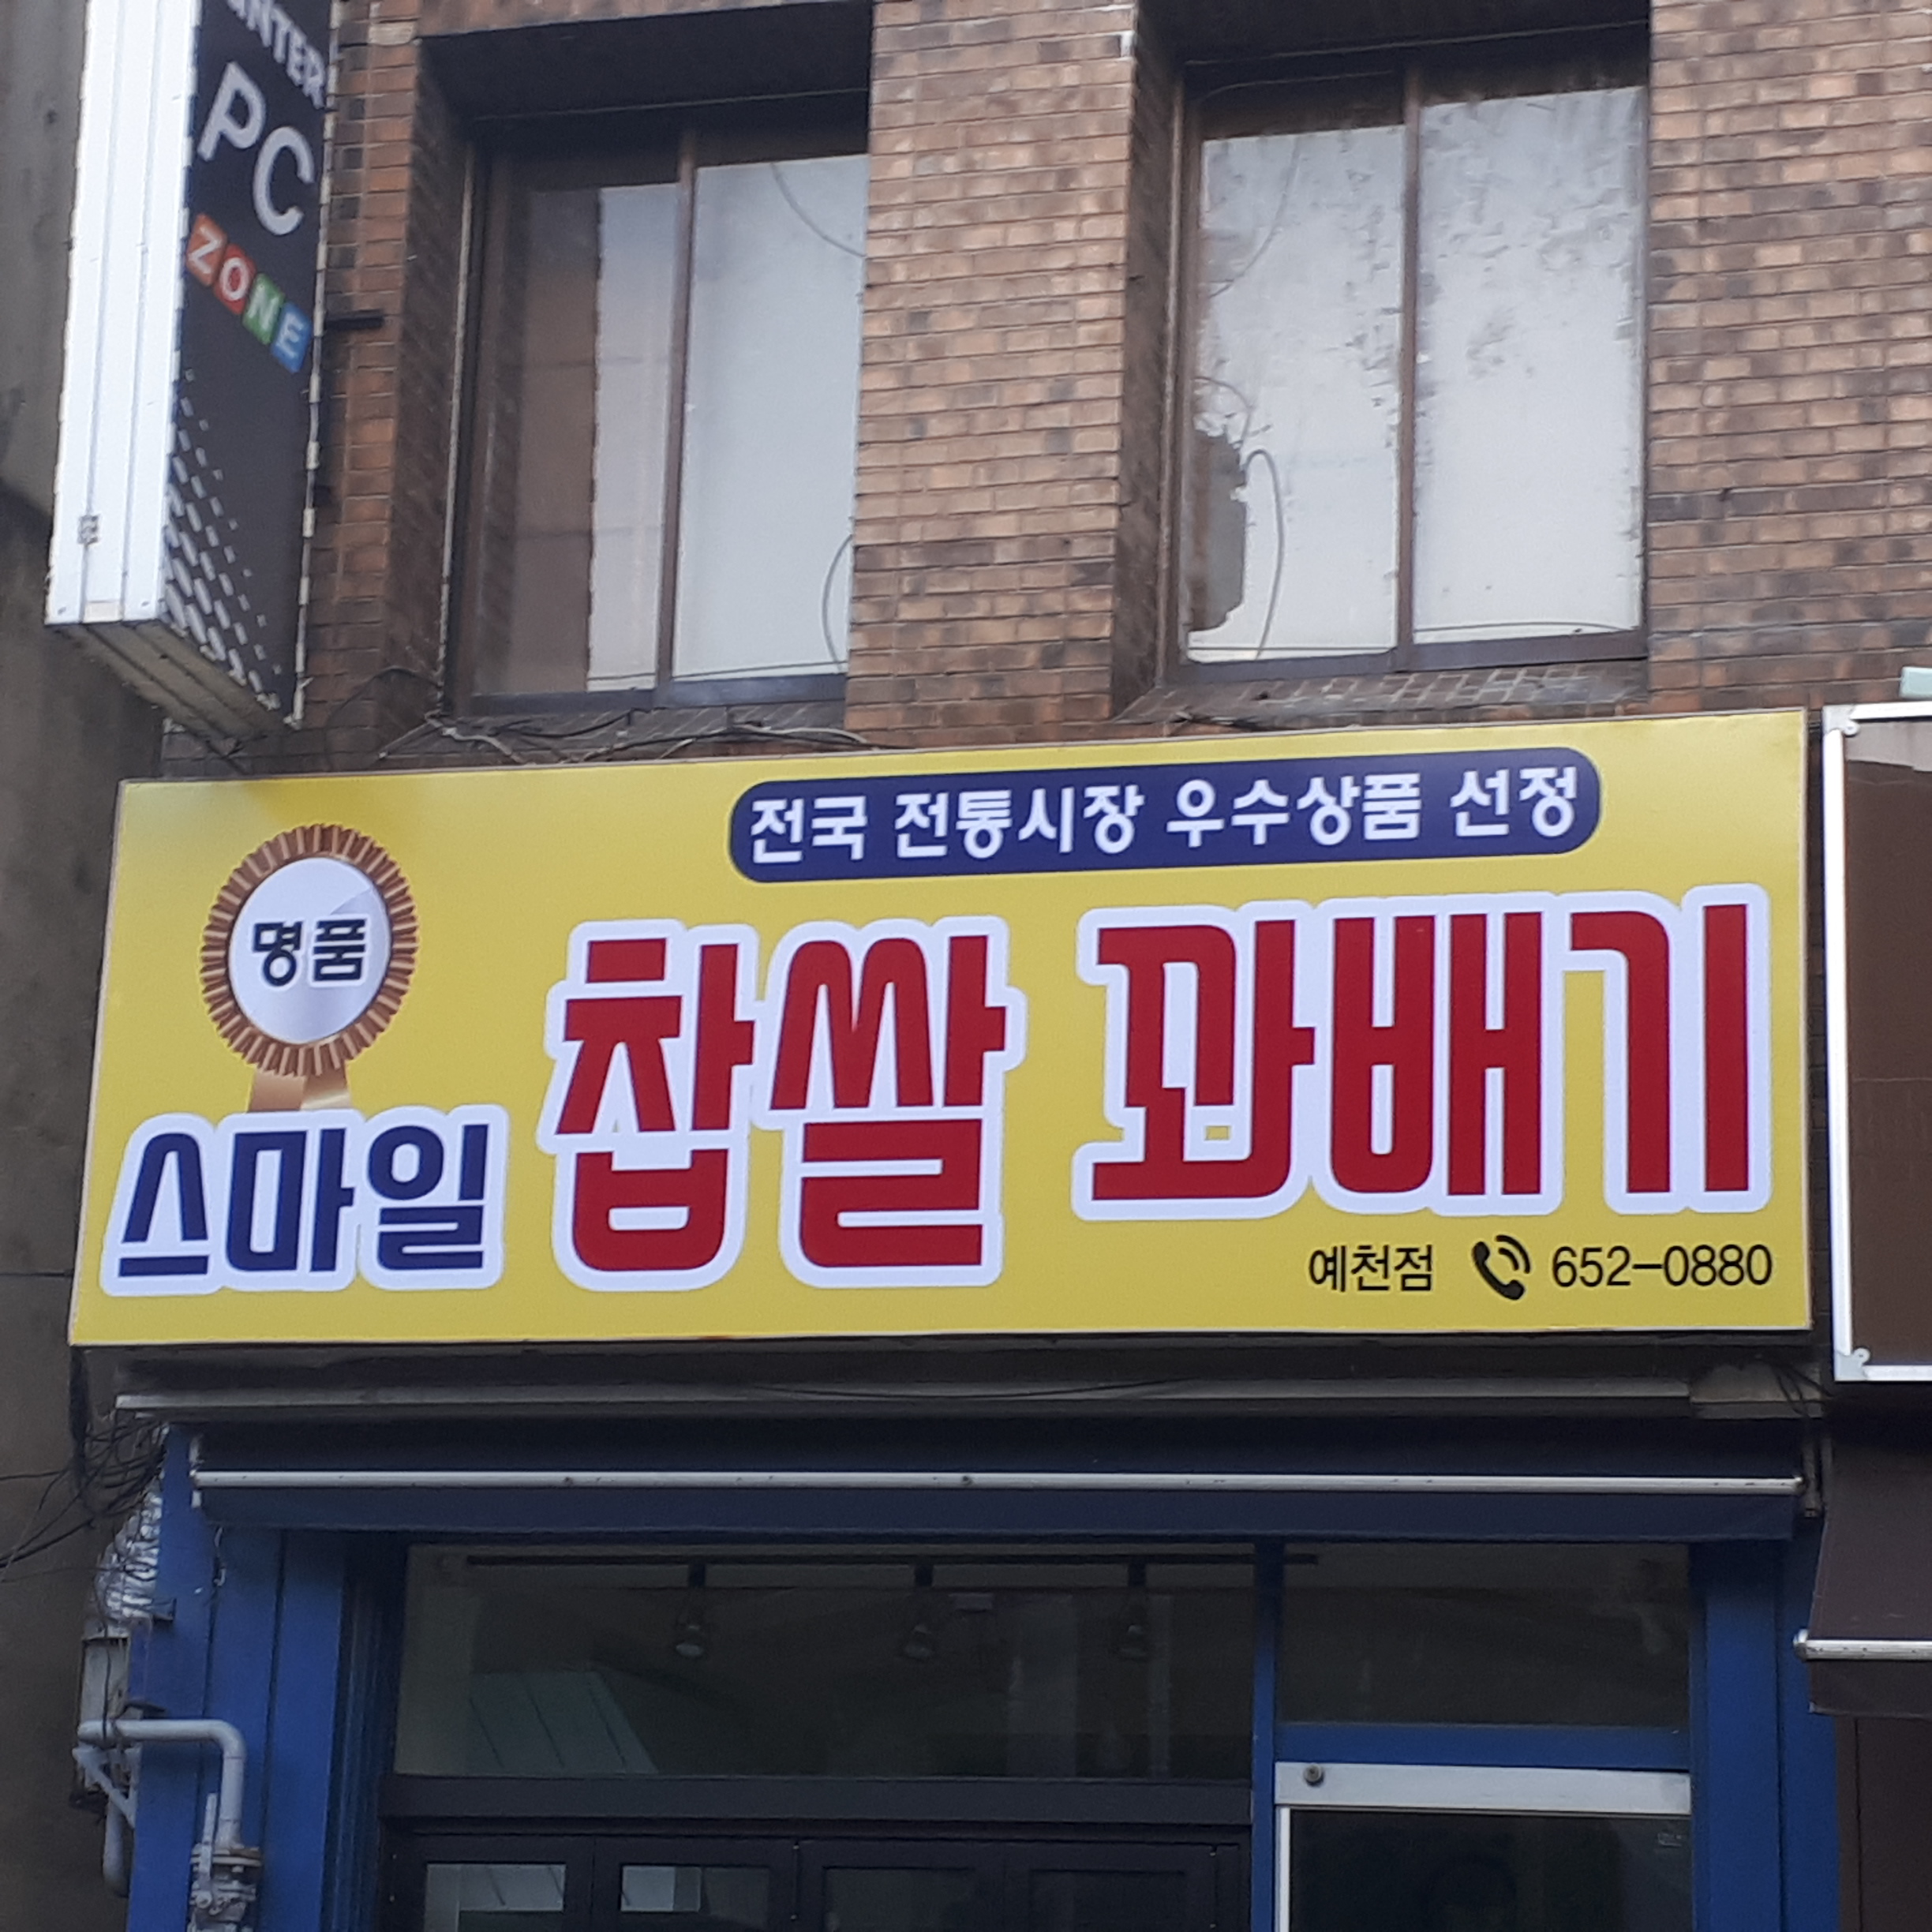 PC
ZONE
전국 전통시장 우수상품 선정
명품
스마일 찹쌀 꽈배기
예천점 652-0880